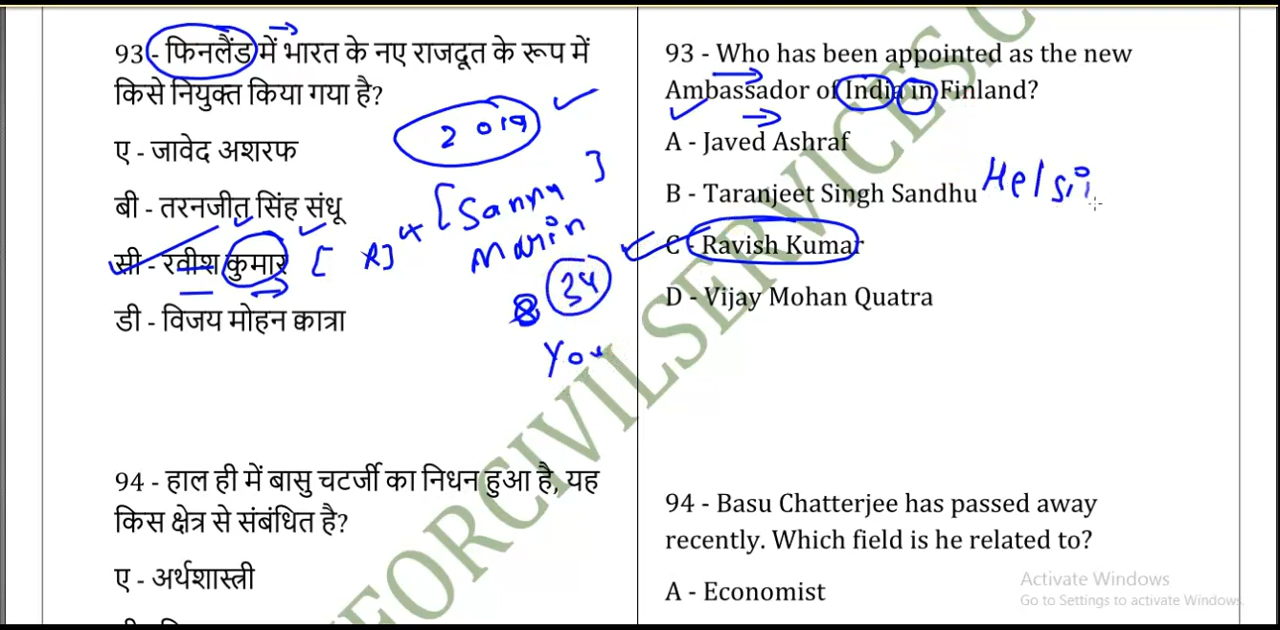 93 - फिनलैंड में भारत के नए राजदूत के रूप में
किसे नियुक्त किया गया है?
ए - जावेद अशरफ
बी - तरनजीत सिंह संधू
सी - रवीश कुमार
डी - विजय मोहन क्वात्रा
2019
[Sanna]
Marin
34
You
94 - हाल ही में बासु चटर्जी का निधन हुआ है, यह
किस क्षेत्र से संबंधित है?
ए - अर्थशास्त्री
93 - Who has been appointed as the new
Ambassador of India in Finland?
A - Javed Ashraf
B - Taranjeet Singh Sandhu
Helsi
C - Ravish Kumar
D - Vijay Mohan Quatra
94 - Basu Chatterjee has passed away
recently. Which field is he related to?
A - Economist
FORCIVILSERVICES.C
Activate Windows
Go to Settings to activate Windows.